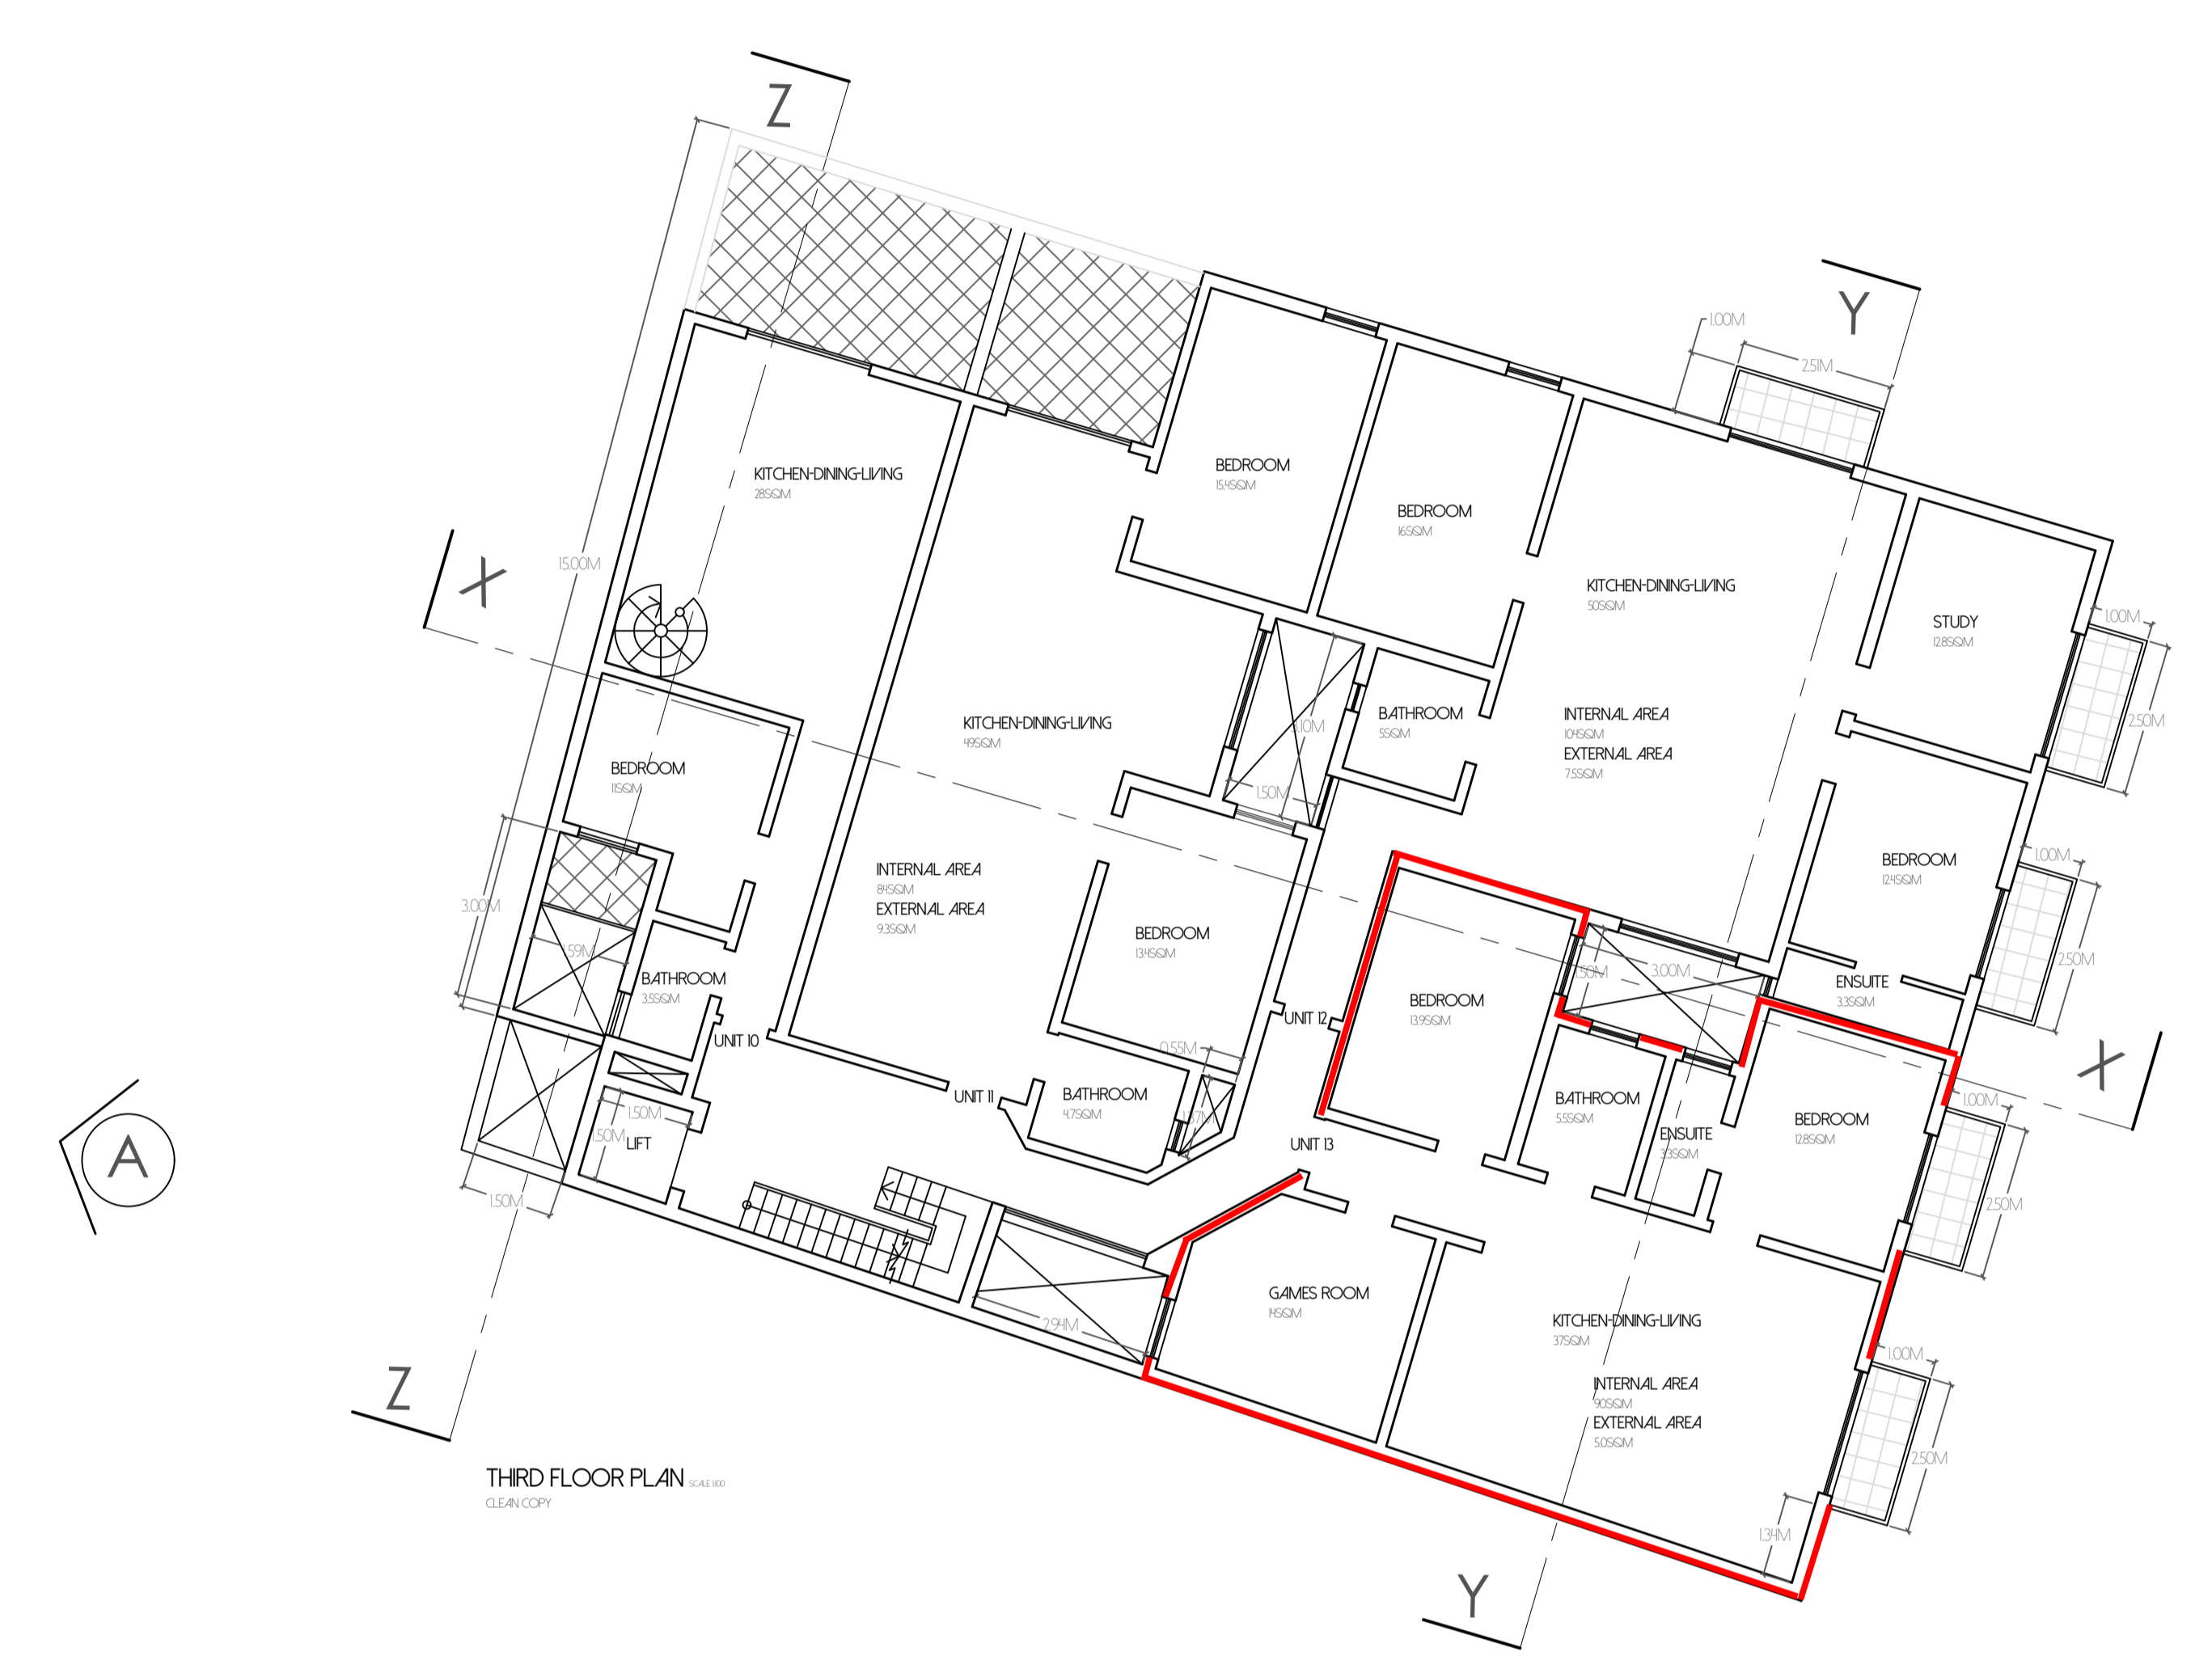 Z
Y
1.00M
2.51M
KITCHEN-DINING-LIVING
28SQM
BEDROOM
15.4SQM
BEDROOM
16SQM
15.00M
X
KITCHEN-DINING-LIVING
50SQM
STUDY
12.8SQM
1.00M
2.50M
KITCHEN-DINING-LIVING
49SQM
BATHROOM
5SQM
INTERNAL AREA
104SQM
EXTERNAL AREA
7.5SQM
1.50M
BEDROOM
11SQM
INTERNAL AREA
84SQM
EXTERNAL AREA
9.3SQM
BEDROOM
12.4SQM
1.00M
2.50M
3.00M
BEDROOM
13.4SQM
BATHROOM
3.5SQM
BEDROOM
13.9SQM
3.00M
ENSUITE
3.3SQM
UNIT 10
UNIT 12
0.55M
UNIT 11
BATHROOM
4.7SQM
BATHROOM
5.5SQM
ENSUITE
3.3SQM
BEDROOM
12.8SQM
1.00M
2.50M
X
1.50M
1.50M
LIFT
UNIT 13
A
1.50M
GAMES ROOM
14SQM
2.94M
KITCHEN-DINING-LIVING
37SQM
INTERNAL AREA
90SQM
EXTERNAL AREA
5.0SQM
1.00M
2.50M
1.34M
Z
Y
THIRD FLOOR PLAN SCALE 1:100
CLEAN COPY